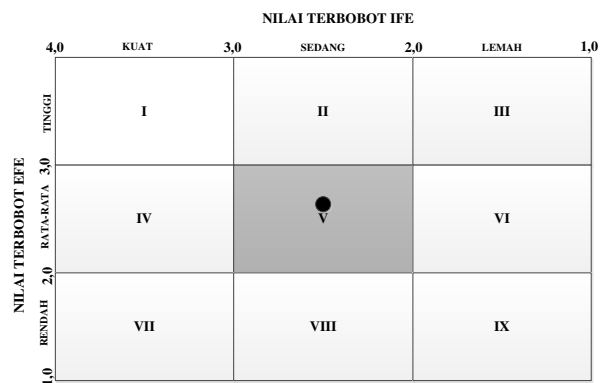 NILAI TERBOBOT IFE
4,0 KUAT 3,0 SEDANG 2,0 LEMAH 1,0
NILAI TERBOBOT EFE
TINGGI
I II III
3,0
RATA-RATA
IV V VI
2,0
RENDAH
VII VIII IX
1,0